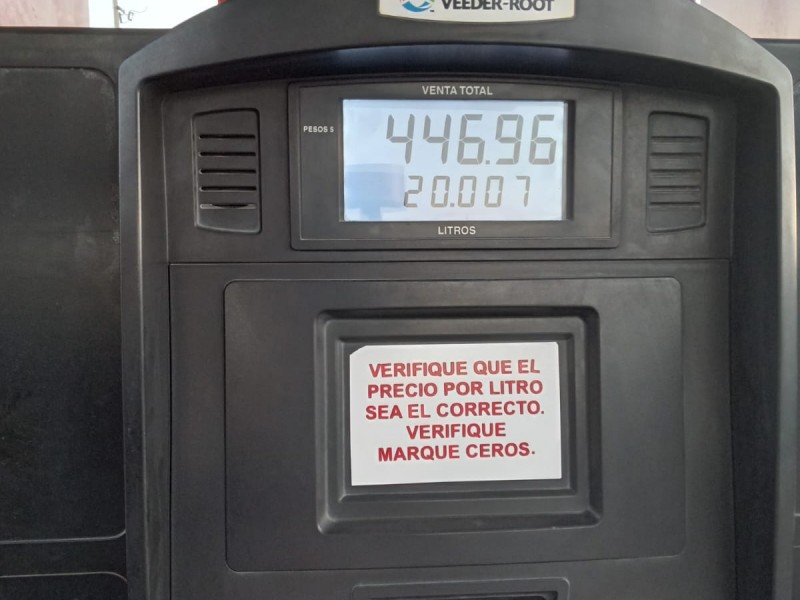 VEEDER-ROOT
VENTA TOTAL
PESOS $
446.96
20.007
LITROS
VERIFIQUE QUE EL
PRECIO POR LITRO
SEA EL CORRECTO.
VERIFIQUE
MARQUE CEROS.